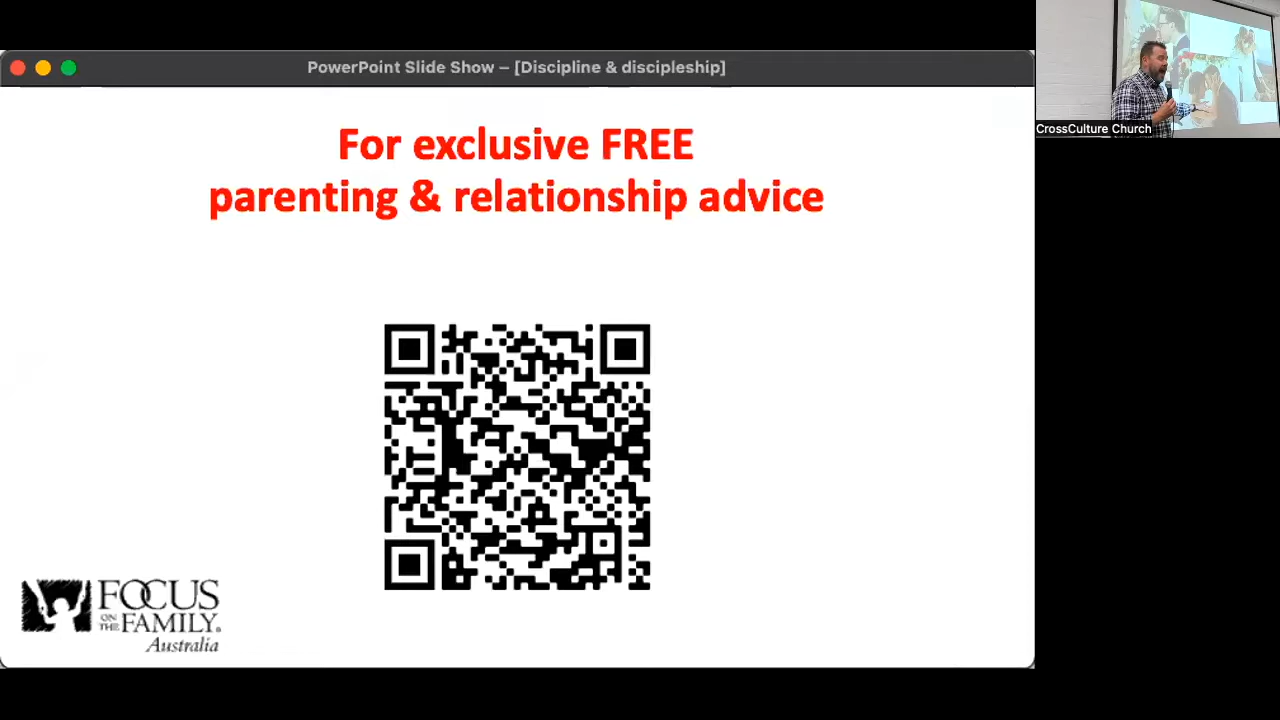 PowerPoint Slide Show – [Discipline & discipleship]
For exclusive FREE
parenting & relationship advice
FOCUS
ON THE FAMILY.
Australia
CrossCulture Church